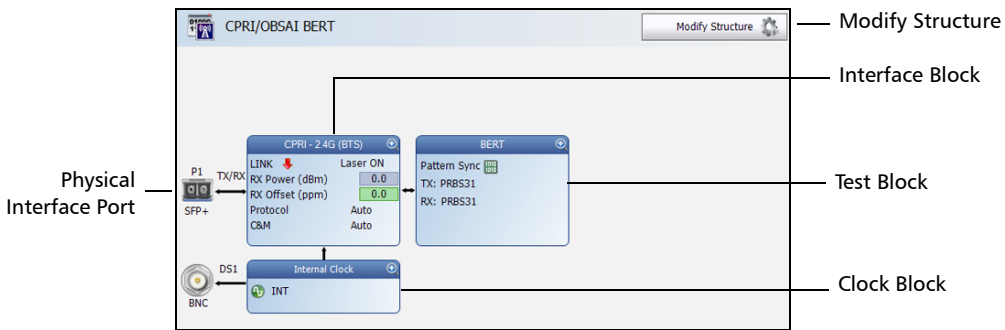 CPRI/OBSAI BERT
Modify Structure
Modify Structure
Interface Block
CPRI - 2.4G (BTS)
BERT
P1
TX/RX
LINK
Laser ON
RX Power (dBm)
0.0
RX Offset (ppm)
0.0
Protocol
Auto
C&M
Auto
SFP+
Pattern Sync
TX: PRBS31
RX: PRBS31
Physical
Interface Port
Test Block
DS1
Internal Clock
INT
BNC
Clock Block